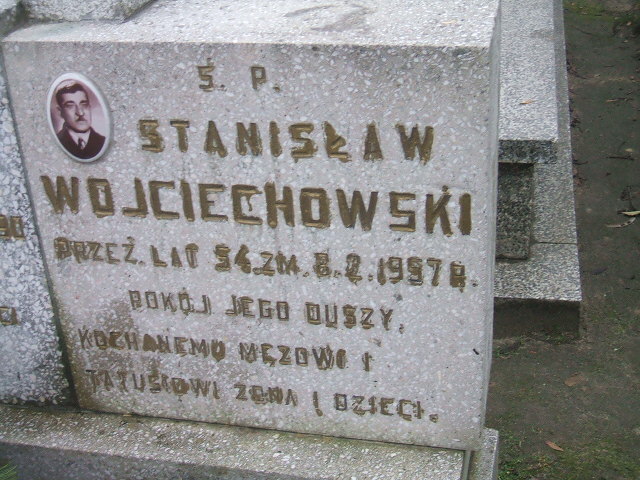 Ś. P.
STANISŁAW
WOJCIECHOWSKI
PRZEŻ. LAT 54. ZM. 8.2.1957 R.
POKÓJ JEGO DUSZY.
KOCHANEMU MĘŻOWI I
TATUSIOWI ŻONA I DZIECI.